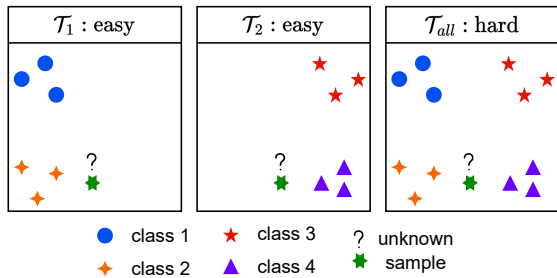 𝒯₁ : easy
𝒯₂ : easy
𝒯ₐₗₗ : hard
?
?
?
class 1
class 3
? unknown
class 2
class 4
sample